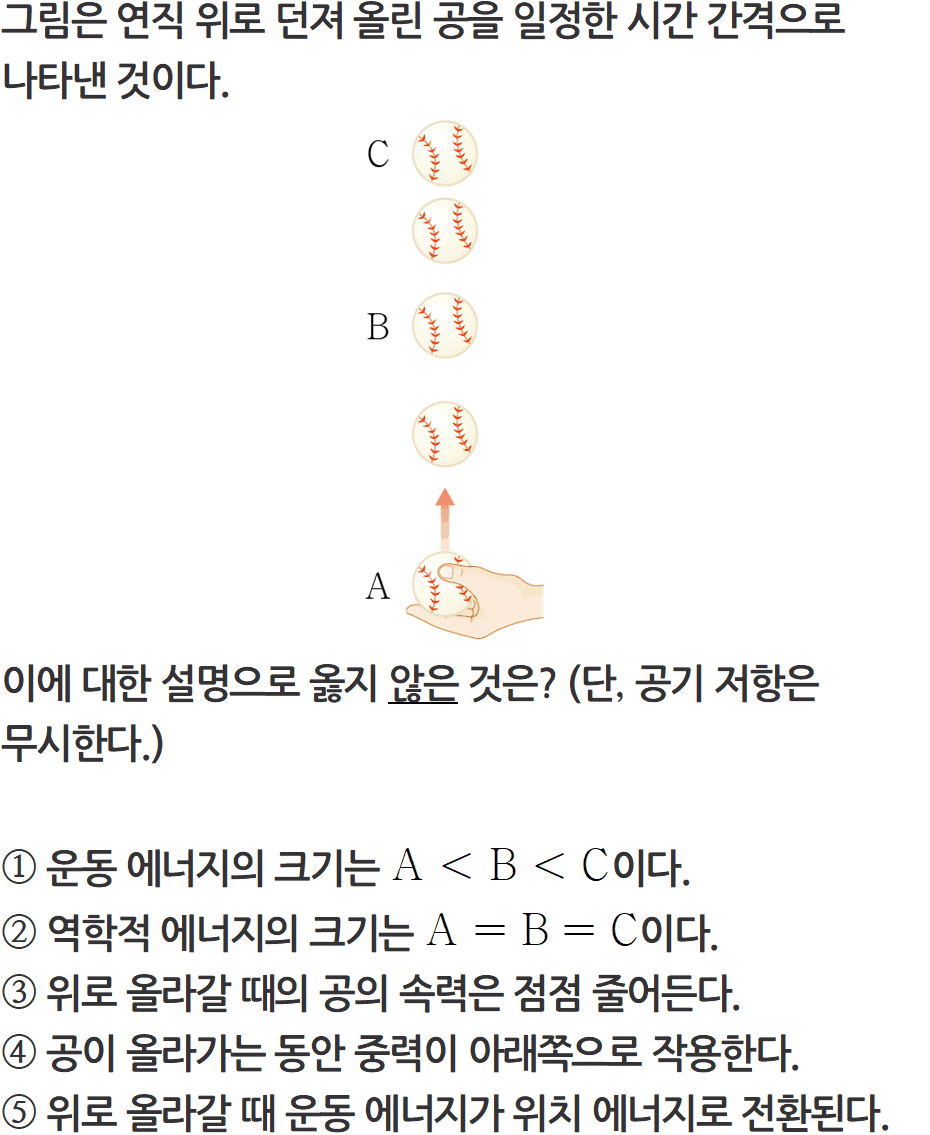 그림은 연직 위로 던져 올린 공을 일정한 시간 간격으로
나타낸 것이다.
C
B
A
이에 대한 설명으로 옳지 않은 것은? (단, 공기 저항은
무시한다.)
① 운동 에너지의 크기는 A < B < C이다.
② 역학적 에너지의 크기는 A = B = C이다.
③ 위로 올라갈 때의 공의 속력은 점점 줄어든다.
④ 공이 올라가는 동안 중력이 아래쪽으로 작용한다.
⑤ 위로 올라갈 때 운동 에너지가 위치 에너지로 전환된다.